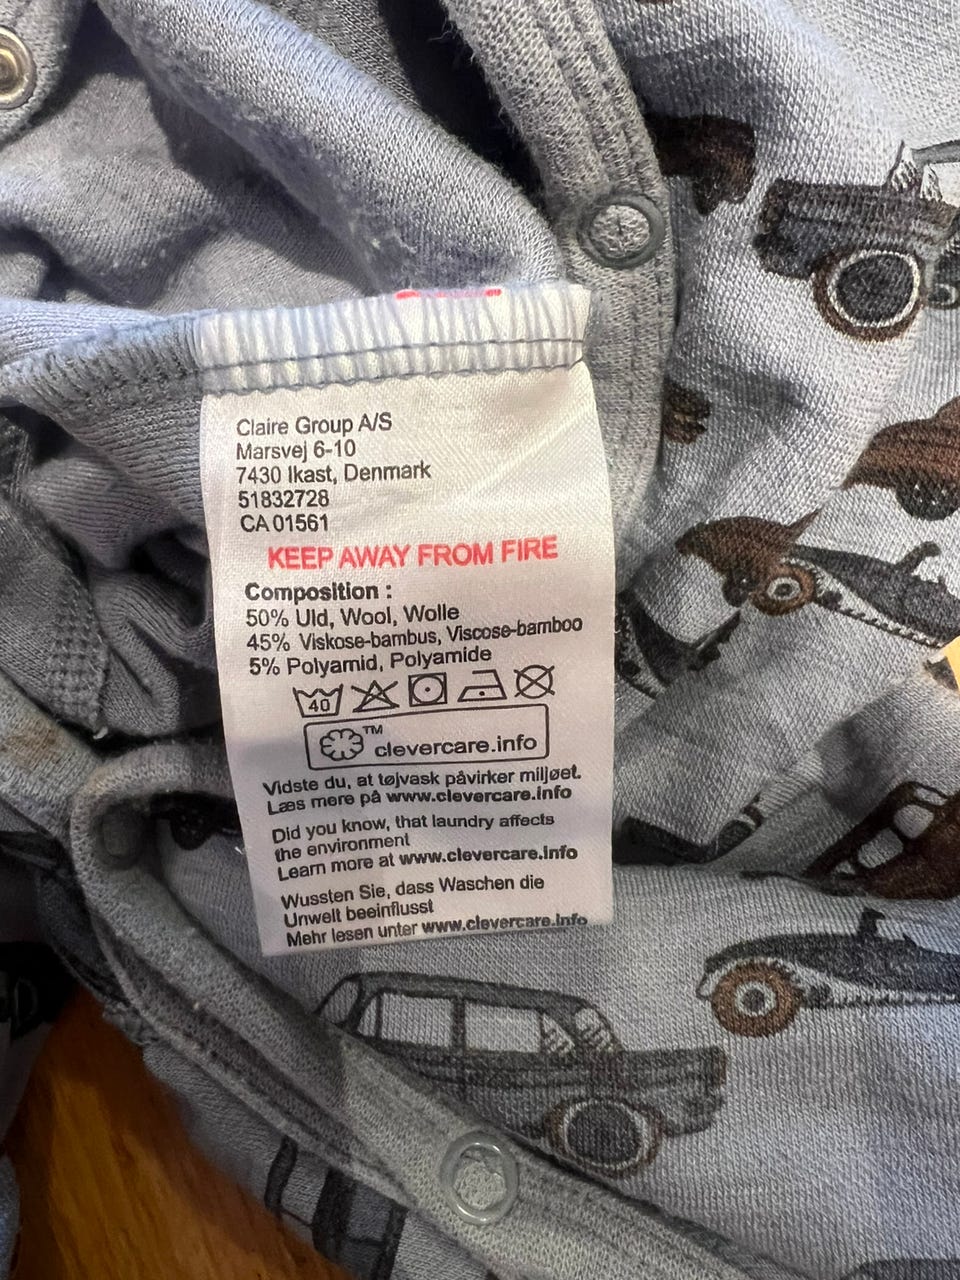 Claire Group A/S
Marsvej 6-10
7430 Ikast, Denmark
51832728
CA 01561
KEEP AWAY FROM FIRE
Composition :
50% Uld, Wool, Wolle
45% Viskose-bambus, Viscose-bamboo
5% Polyamid, Polyamide
40
TM
clevercare.info
Vidste du, at tøjvask påvirker miljøet.
Læs mere på www.clevercare.info
Did you know, that laundry affects
the environment
Learn more at www.clevercare.info
Wussten Sie, dass Waschen die
Unwelt beeinflusst
Mehr lesen unter www.clevercare.info